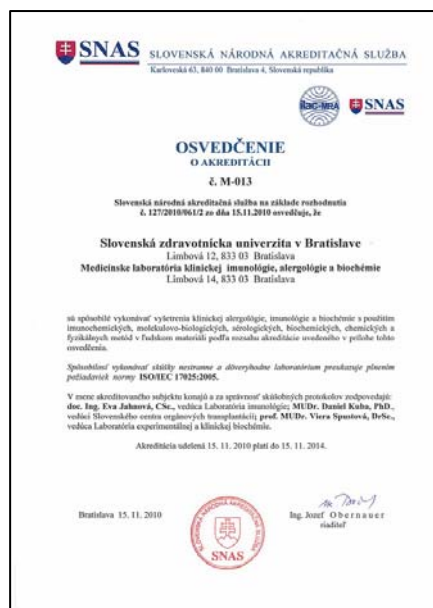 SNAS SLOVENSKÁ NÁRODNÁ AKREDITAČNÁ SLUŽBA
Karloveská 63, 840 00 Bratislava 4, Slovenská republika
ilac-MRA SNAS
OSVEDČENIE
O AKREDITÁCII
č. M-013
Slovenská národná akreditačná služba na základe rozhodnutia
č. 127/2010/061/2 zo dňa 15.11.2010 osvedčuje, že
Slovenská zdravotnícka univerzita v Bratislave
Limbová 12, 833 03 Bratislava
Medicínske laboratória klinickej imunológie, alergológie a biochémie
Limbová 14, 833 03 Bratislava
sú spôsobilé vykonávať vyšetrenia klinickej alergológie, imunológie a biochémie s použitím
imunochemických, molekulovo-biologických, sérologických, biochemických, chemických a
fyzikálnych metód v ľudskom materiáli podľa rozsahu akreditácie uvedeného v prílohe tohto
osvedčenia.
Spôsobilosť vykonávať skúšky nestranne a dôveryhodne laboratórium preukazuje plnením
požiadaviek normy ISO/IEC 17025:2005.
V mene akreditovaného subjektu konajú a za správnosť skúšobných protokolov zodpovedajú:
doc. Ing. Eva Jahnová, CSc., vedúca Laboratória imunológie; MUDr. Daniel Kuba, PhD.,
vedúci Slovenského centra orgánových transplantácií; prof. MUDr. Viera Spustová, DrSc.,
vedúca Laboratória experimentálnej a klinickej biochémie.
Akreditácia udelená 15. 11. 2010 platí do 15. 11. 2014.
Bratislava 15. 11. 2010
Ing. Jozef Obernauer
riaditeľ
SLOVENSKÁ NÁRODNÁ AKREDITAČNÁ SLUŽBA
SNAS